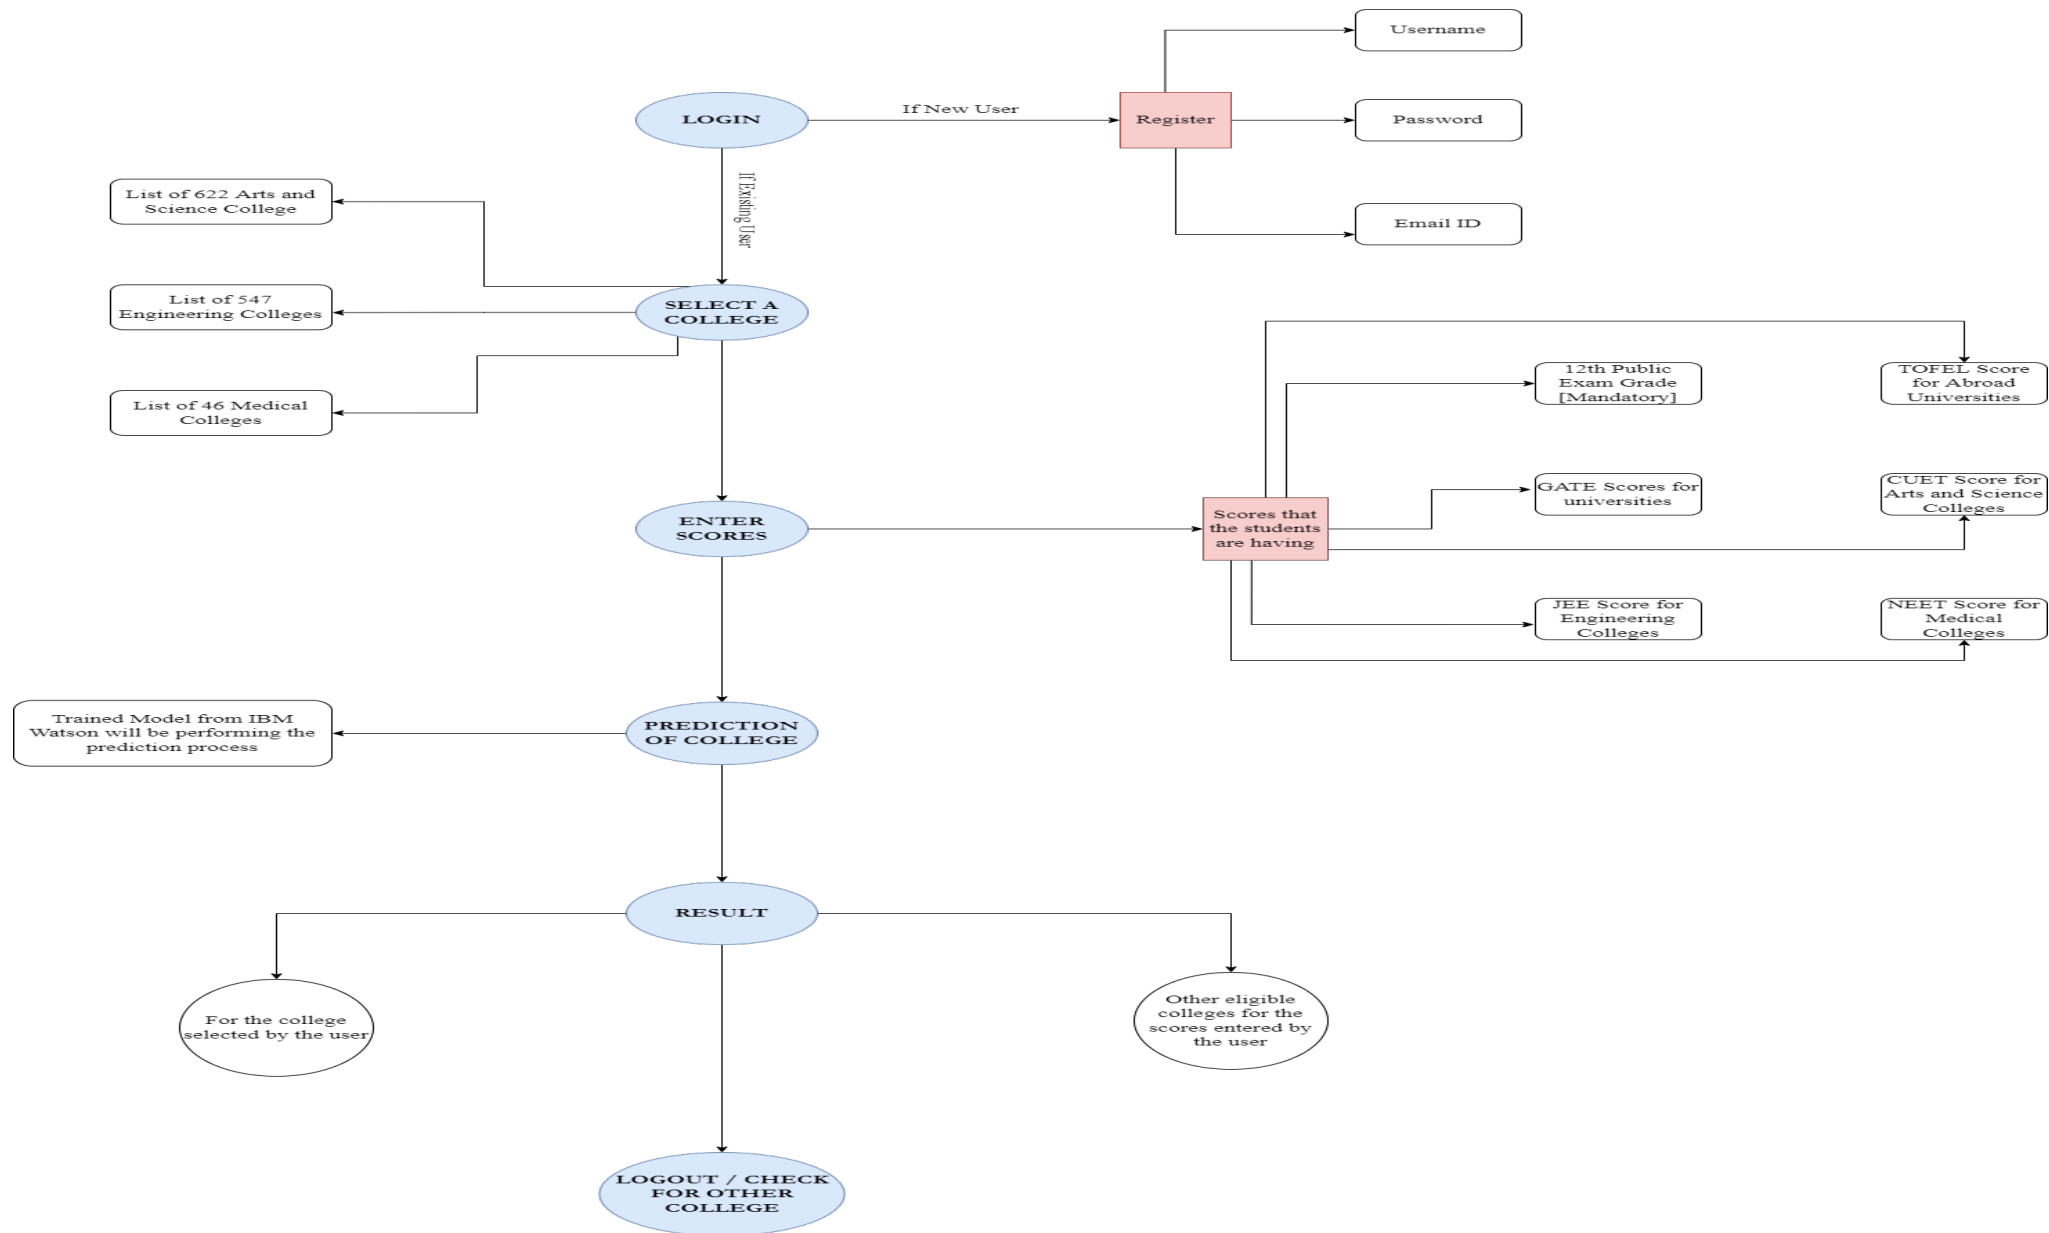 Username
LOGIN
If New User
Register
Password
If Existing User
List of 622 Arts and
Science College
Email ID
List of 547
Engineering Colleges
SELECT A
COLLEGE
List of 46 Medical
Colleges
12th Public
Exam Grade
[Mandatory]
TOFEL Score
for Abroad
Universities
GATE Scores for
universities
CUET Score for
Arts and Science
Colleges
ENTER
SCORES
Scores that
the students
are having
JEE Score for
Engineering
Colleges
NEET Score for
Medical
Colleges
Trained Model from IBM
Watson will be performing the
prediction process
PREDICTION
OF COLLEGE
RESULT
For the college
selected by the user
Other eligible
colleges for the
scores entered by
the user
LOGOUT / CHECK
FOR OTHER
COLLEGE